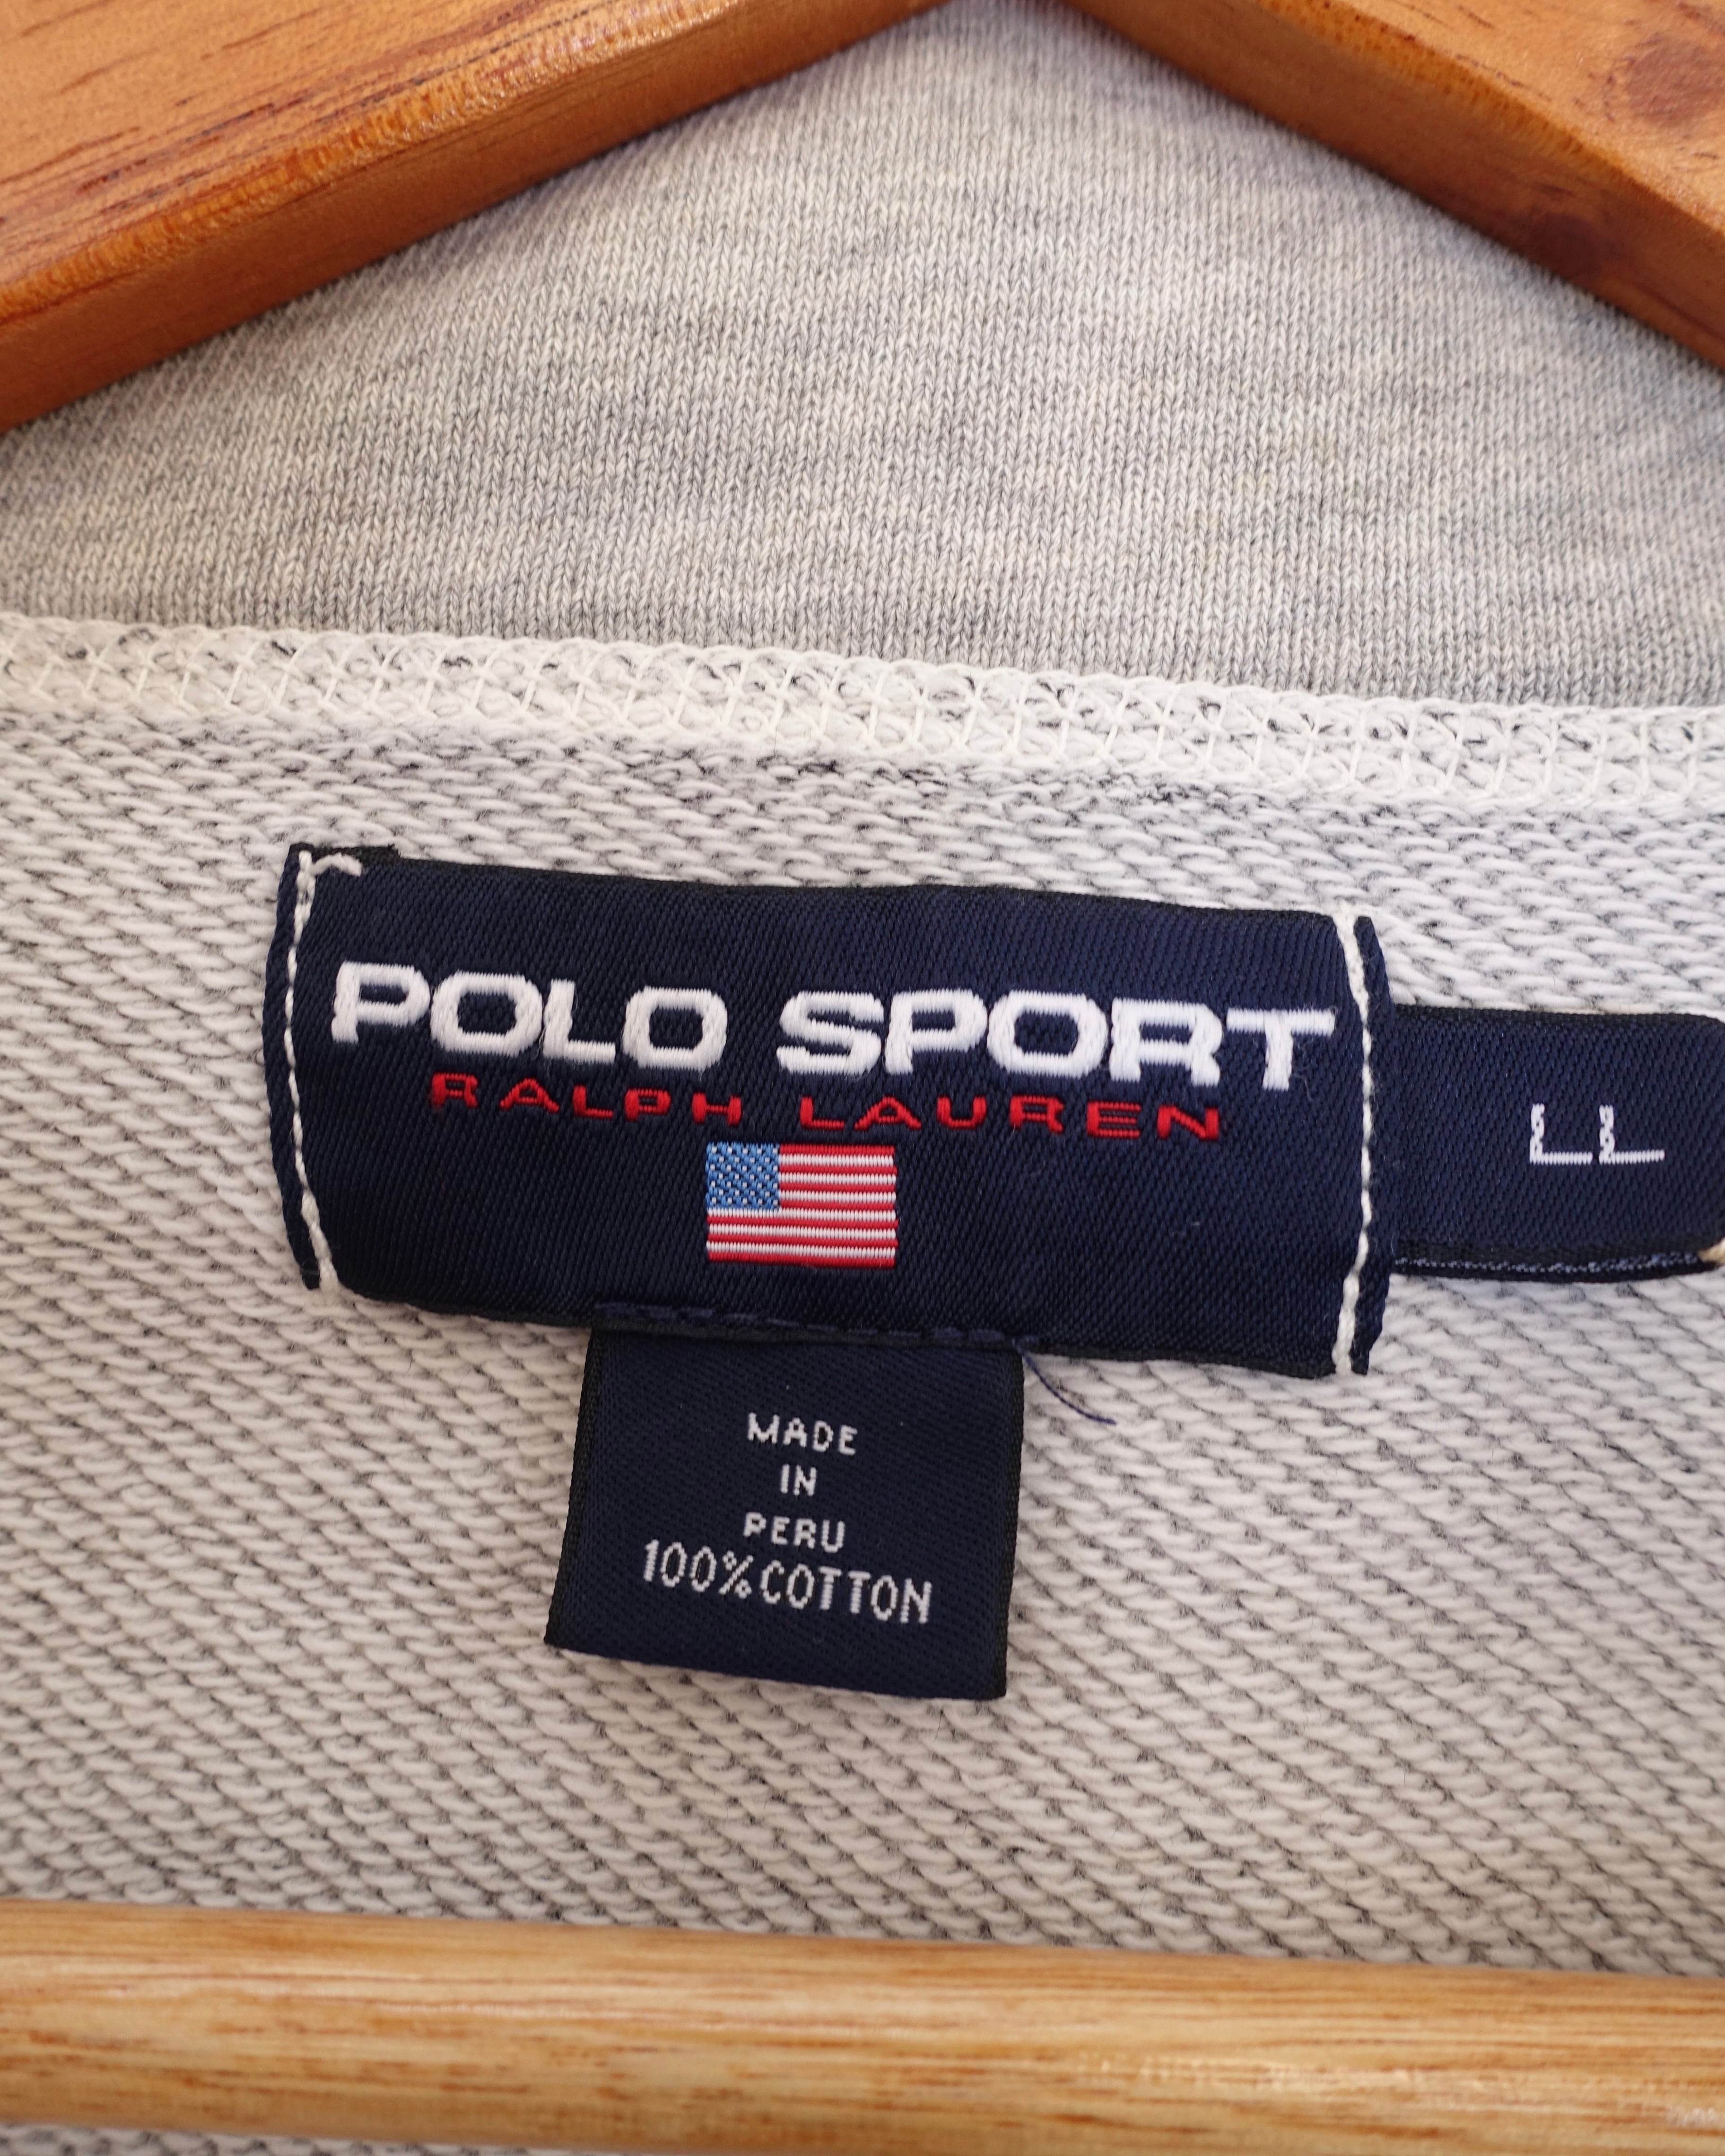 POLO SPORT
RALPH LAUREN
LL
MADE
IN
PERU
100%COTTON